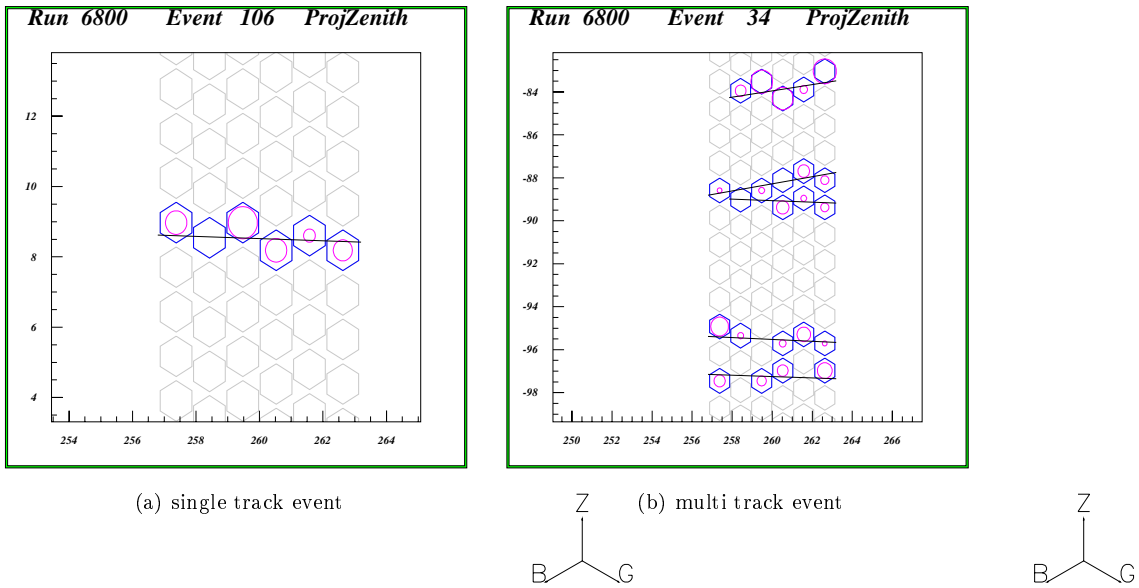 Run 6800 Event 106 ProjZenith
Run 6800 Event 34 ProjZenith
12
10
8
6
4
254 256 258 260 262 264
-84
-86
-88
-90
-92
-94
-96
-98
250 252 254 256 258 260 262 264 266
(a) single track event
(b) multi track event
Z
B G
Z
B G